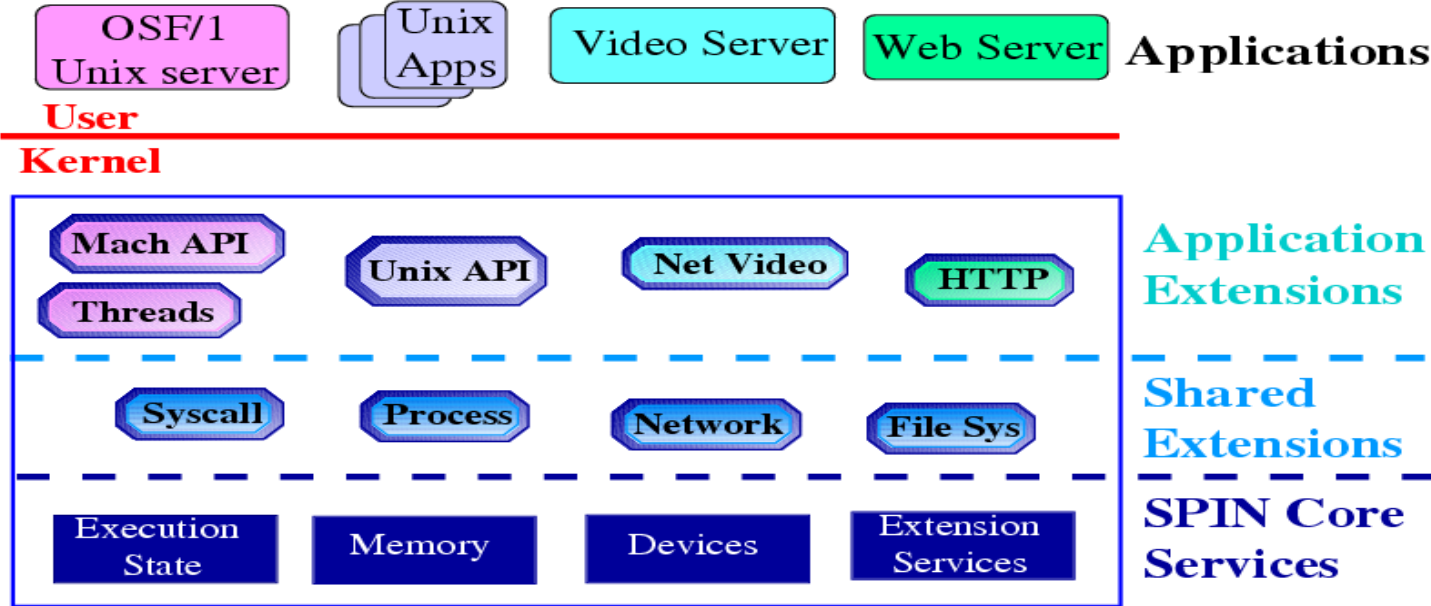 OSF/1
Unix server
Unix
Apps
Video Server
Web Server
Applications
User
Kernel
Mach API
Threads
Unix API
Net Video
HTTP
Application
Extensions
Syscall
Process
Network
File Sys
Shared
Extensions
Execution
State
Memory
Devices
Extension
Services
SPIN Core
Services